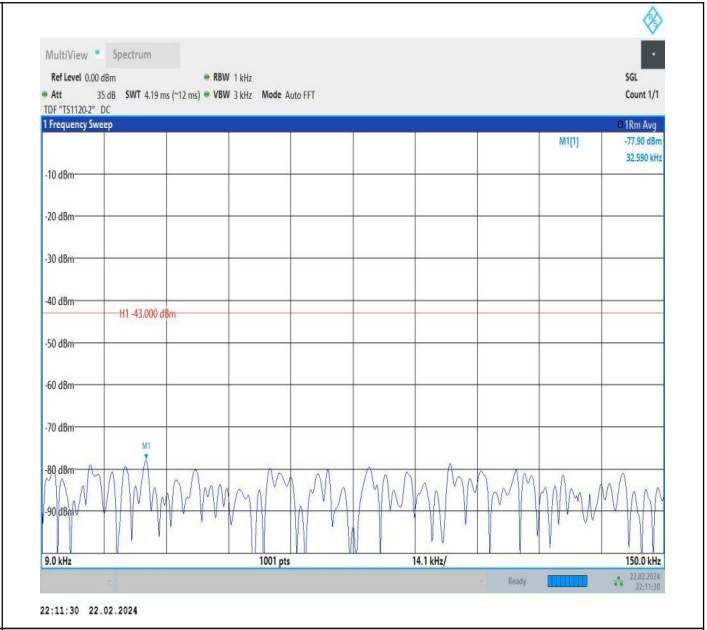 R&S
MultiView Spectrum
Ref Level 0.00 dBm RBW 1 kHz SGL
Att 35 dB SWT 4.19 ms (~12 ms) VBW 3 kHz Mode Auto FFT Count 1/1
TDF "TS1120-2" DC
1 Frequency Sweep 1Rm Avg
M1[1] -77.90 dBm
32.590 kHz
-10 dBm
-20 dBm
-30 dBm
-40 dBm
H1 -43.000 dBm
-50 dBm
-60 dBm
-70 dBm
M1
-80 dBm
-90 dBm
9.0 kHz 1001 pts 14.1 kHz/ 150.0 kHz
Ready 22.02.2024
22:11:30
22:11:30 22.02.2024